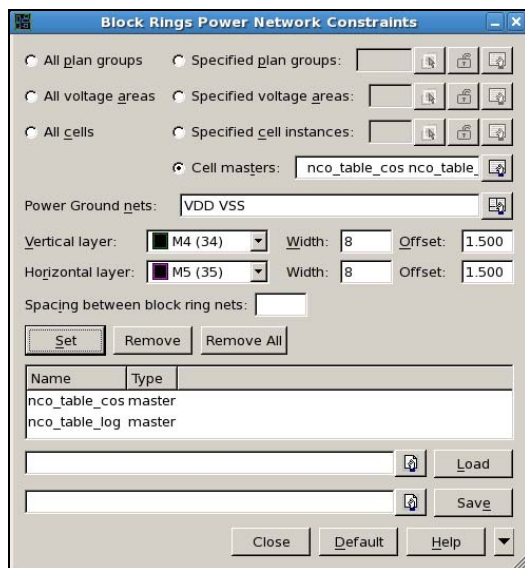 Block Rings Power Network Constraints
All plan groups Specified plan groups:
All voltage areas Specified voltage areas:
All cells Specified cell instances:
Cell masters: nco_table_cos nco_table_
Power Ground nets: VDD VSS
Vertical layer: M4 (34) Width: 8 Offset: 1.500
Horizontal layer: M5 (35) Width: 8 Offset: 1.500
Spacing between block ring nets:
Set Remove Remove All
Name Type
nco_table_cos master
nco_table_log master
Load
Save
Close Default Help